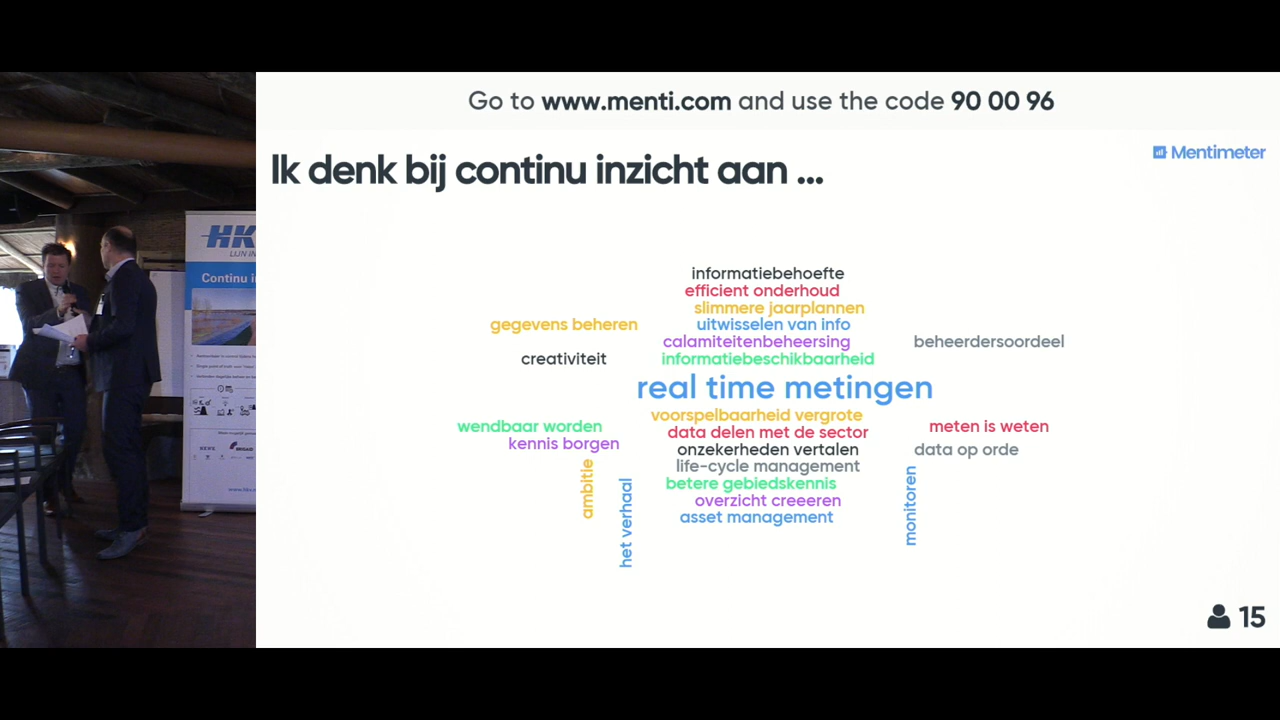 Go to www.menti.com and use the code 90 00 96
Mentimeter
Ik denk bij continu inzicht aan ...
informatiebehoefte
efficient onderhoud
slimmere jaarplannen
gegevens beheren
uitwisselen van info
calamiteitenbeheersing
beheerdersoordeel
creativiteit
informatiebeschikbaarheid
real time metingen
voorspelbaarheid vergrote
wendbaar worden
meten is weten
data delen met de sector
kennis borgen
onzekerheden vertalen
data op orde
life-cycle management
ambitie
het verhaal
betere gebiedskennis
monitoren
overzicht creeeren
asset management
15
HK
LIJN IN
Continu i